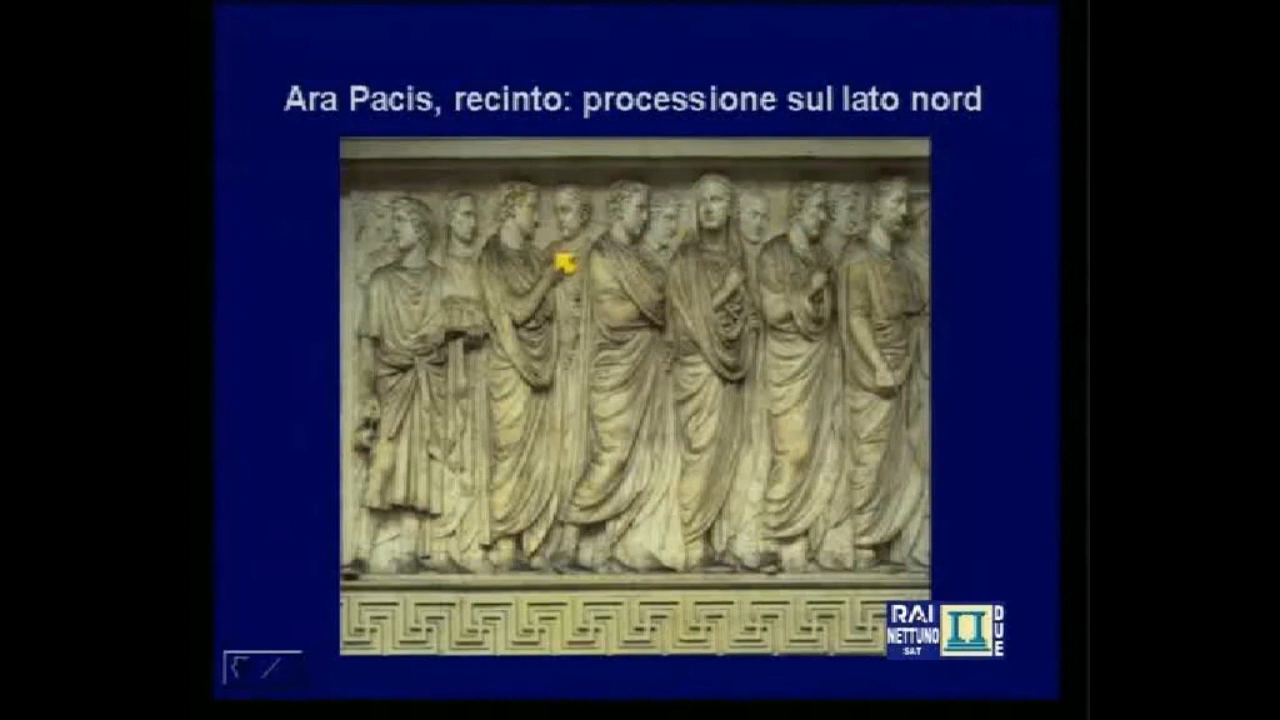 Ara Pacis, recinto: processione sul lato nord
RAI
NETTUNO
SAT
DUE